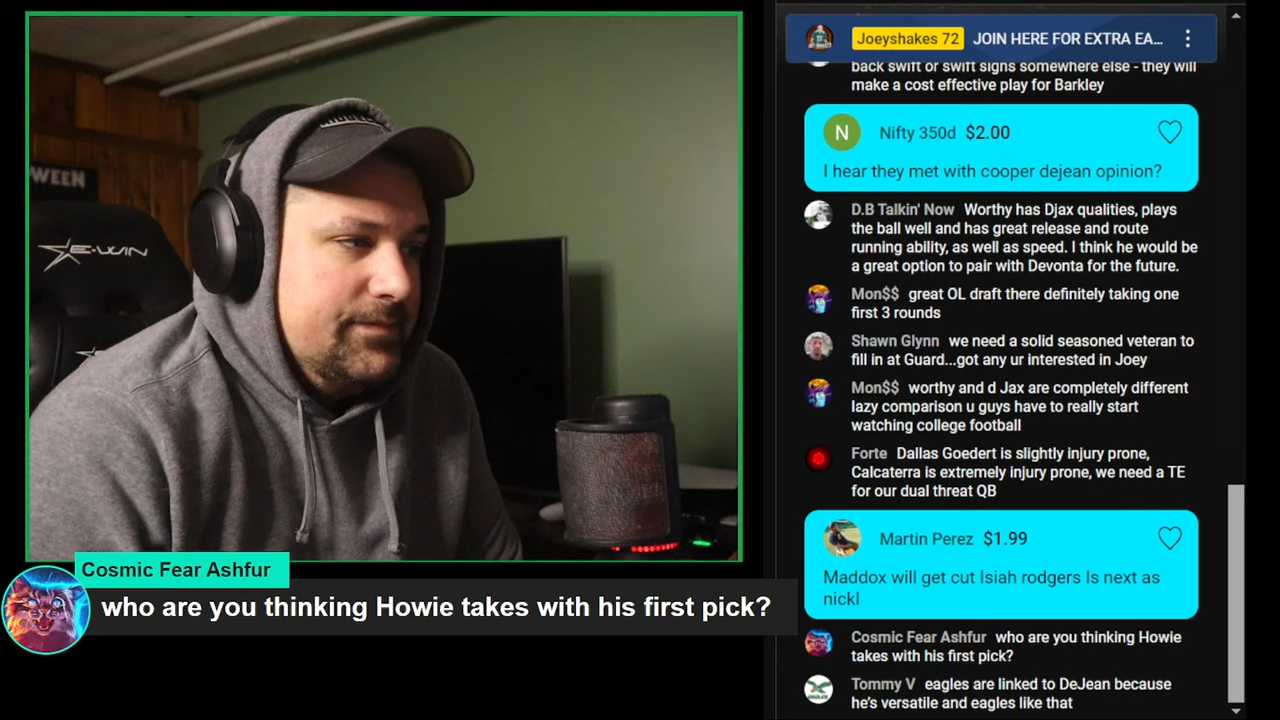 WEEN
E-WIN
Cosmic Fear Ashfur
who are you thinking Howie takes with his first pick?
Joeyshakes 72 JOIN HERE FOR EXTRA EA...
back swift or swift signs somewhere else - they will
make a cost effective play for Barkley
N Nifty 350d $2.00
I hear they met with cooper dejean opinion?
D.B Talkin' Now Worthy has Djax qualities, plays
the ball well and has great release and route
running ability, as well as speed. I think he would be
a great option to pair with Devonta for the future.
Mon$$ great OL draft there definitely taking one
first 3 rounds
Shawn Glynn we need a solid seasoned veteran to
fill in at Guard...got any ur interested in Joey
Mon$$ worthy and d Jax are completely different
lazy comparison u guys have to really start
watching college football
Forte Dallas Goedert is slightly injury prone,
Calcaterra is extremely injury prone, we need a TE
for our dual threat QB
Martin Perez $1.99
Maddox will get cut Isiah rodgers Is next as
nickl
Cosmic Fear Ashfur who are you thinking Howie
takes with his first pick?
Tommy V eagles are linked to DeJean because
he's versatile and eagles like that